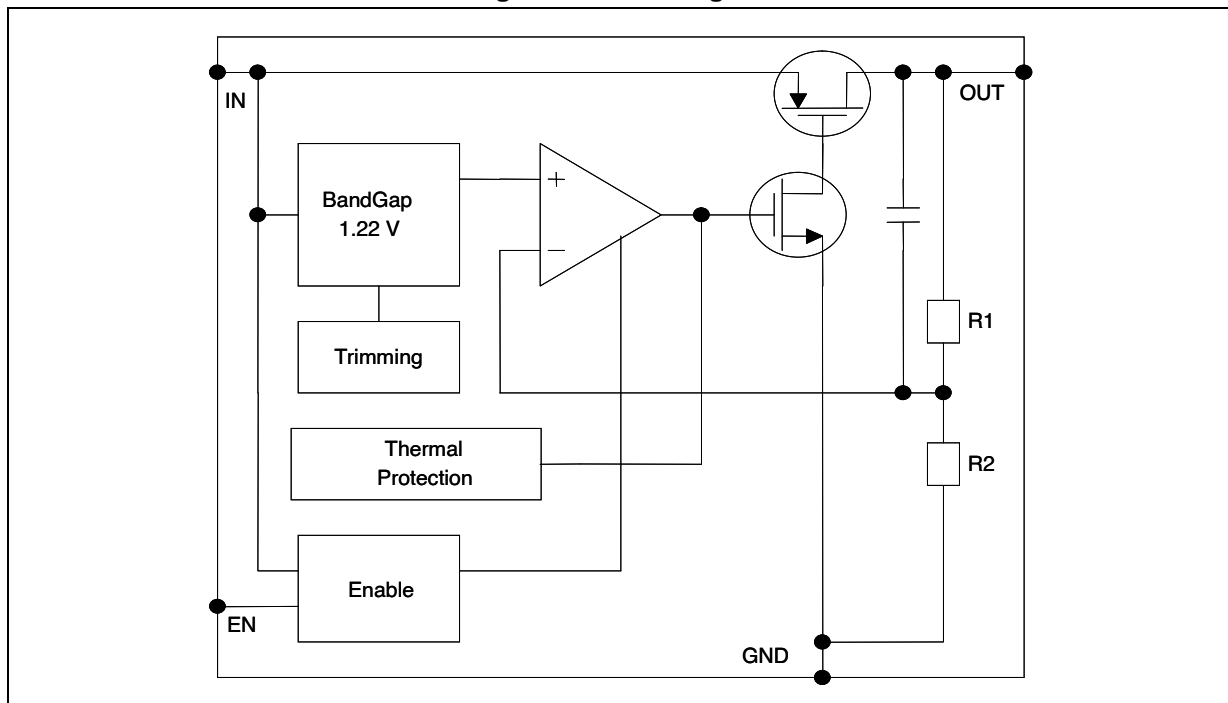 IN
OUT
BandGap
1.22 V
+
−
Trimming
R1
Thermal
Protection
R2
Enable
EN
GND